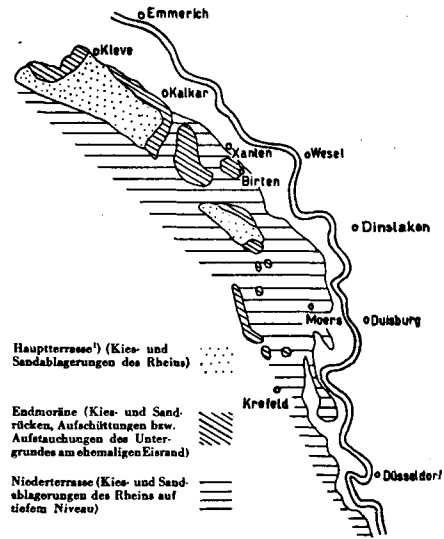 Emmerich
Kleve
Kalkar
Xanten
Wesel
Birten
Dinslaken
Moers
Duisburg
Hauptterrasse¹) (Kies- und
Sandablagerungen des Rheins)
Krefeld
Endmoräne (Kies- und Sand-
rücken, Aufschüttungen bzw.
Aufstauchungen des Unter-
grundes am ehemaligen Eisrand)
Düsseldorf
Niederterrasse (Kies- und Sand-
ablagerungen des Rheins auf
tiefem Niveau)